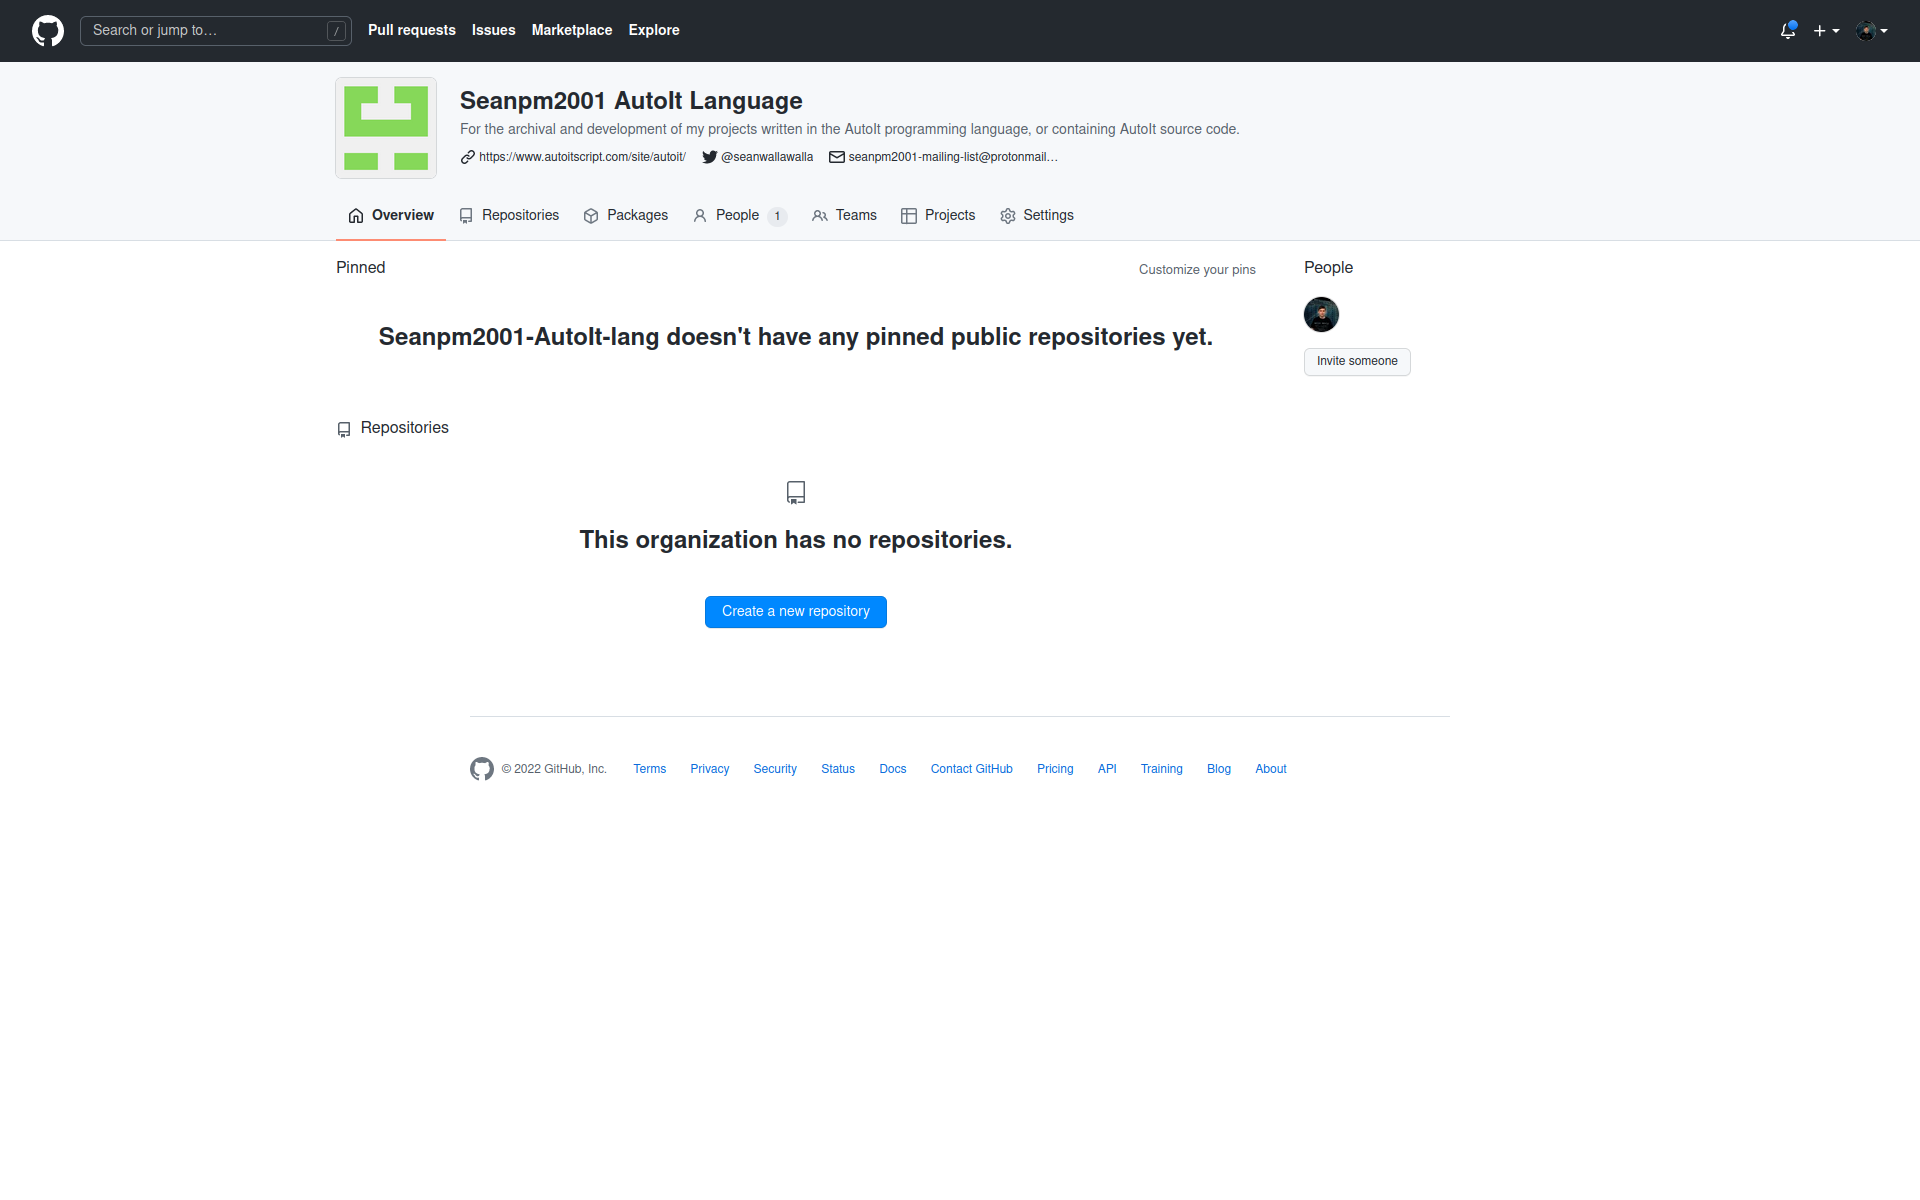 Search or jump to… /
Pull requests Issues Marketplace Explore
Seanpm2001 AutoIt Language
For the archival and development of my projects written in the AutoIt programming language, or containing AutoIt source code.
https://www.autoitscript.com/site/autoit/ @seanwallawalla seanpm2001-mailing-list@protonmail…
Overview Repositories Packages People 1 Teams Projects Settings
Pinned
Customize your pins
People
Seanpm2001-AutoIt-lang doesn't have any pinned public repositories yet.
Invite someone
Repositories
This organization has no repositories.
Create a new repository
© 2022 GitHub, Inc. Terms Privacy Security Status Docs Contact GitHub Pricing API Training Blog About